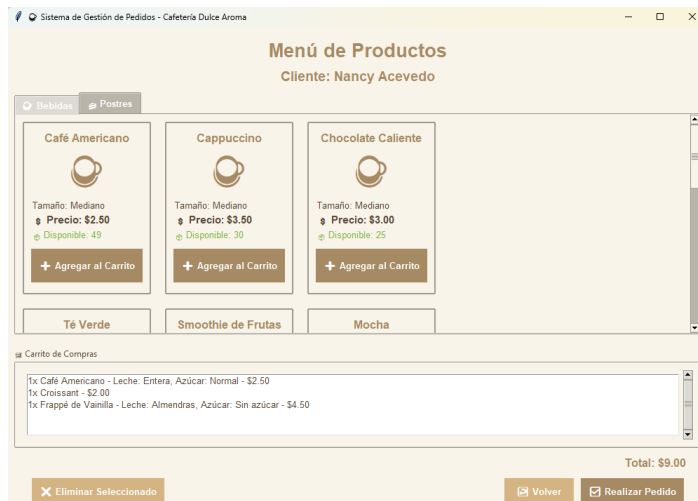 Sistema de Gestión de Pedidos - Cafetería Dulce Aroma
Menú de Productos
Cliente: Nancy Acevedo
Bebidas Postres
Café Americano Cappuccino Chocolate Caliente
Tamaño: Mediano Tamaño: Mediano Tamaño: Mediano
$ Precio: $2.50 $ Precio: $3.50 $ Precio: $3.00
Disponible: 49 Disponible: 30 Disponible: 25
Agregar al Carrito Agregar al Carrito Agregar al Carrito
Té Verde Smoothie de Frutas Mocha
Carrito de Compras
1x Café Americano - Leche: Entera, Azúcar: Normal - $2.50
1x Croissant - $2.00
1x Frappé de Vainilla - Leche: Almendras, Azúcar: Sin azúcar - $4.50
Total: $9.00
Eliminar Seleccionado Volver Realizar Pedido